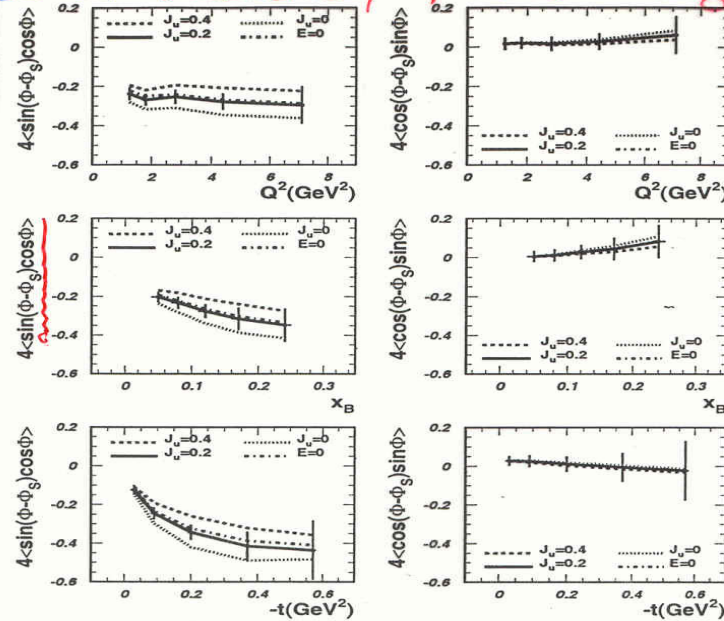 4<sin(Φ-Φ_S)cosΦ>
0
-0.2
-0.4
-0.6
J_u=0.4
J_u=0
J_u=0.2
E=0
0 2 4 6 8
Q^2(GeV^2)
4<cos(Φ-Φ_S)sinΦ>
0.2
0
-0.2
-0.4
-0.6
J_u=0.4
J_u=0
J_u=0.2
E=0
0 2 4 6 8
Q^2(GeV^2)
4<sin(Φ-Φ_S)cosΦ>
0.2
0
-0.2
-0.4
-0.6
J_u=0.4
J_u=0
J_u=0.2
E=0
0 0.1 0.2 0.3
x_B
4<cos(Φ-Φ_S)sinΦ>
0.2
0
-0.2
-0.4
-0.6
J_u=0.4
J_u=0
J_u=0.2
E=0
0 0.1 0.2 0.3
x_B
4<sin(Φ-Φ_S)cosΦ>
0.2
0
-0.2
-0.4
-0.6
J_u=0.4
J_u=0
J_u=0.2
E=0
0 0.2 0.4 0.6
-t(GeV^2)
4<cos(Φ-Φ_S)sinΦ>
0.2
0
-0.2
-0.4
-0.6
J_u=0.4
J_u=0
J_u=0.2
E=0
0 0.2 0.4 0.6
-t(GeV^2)